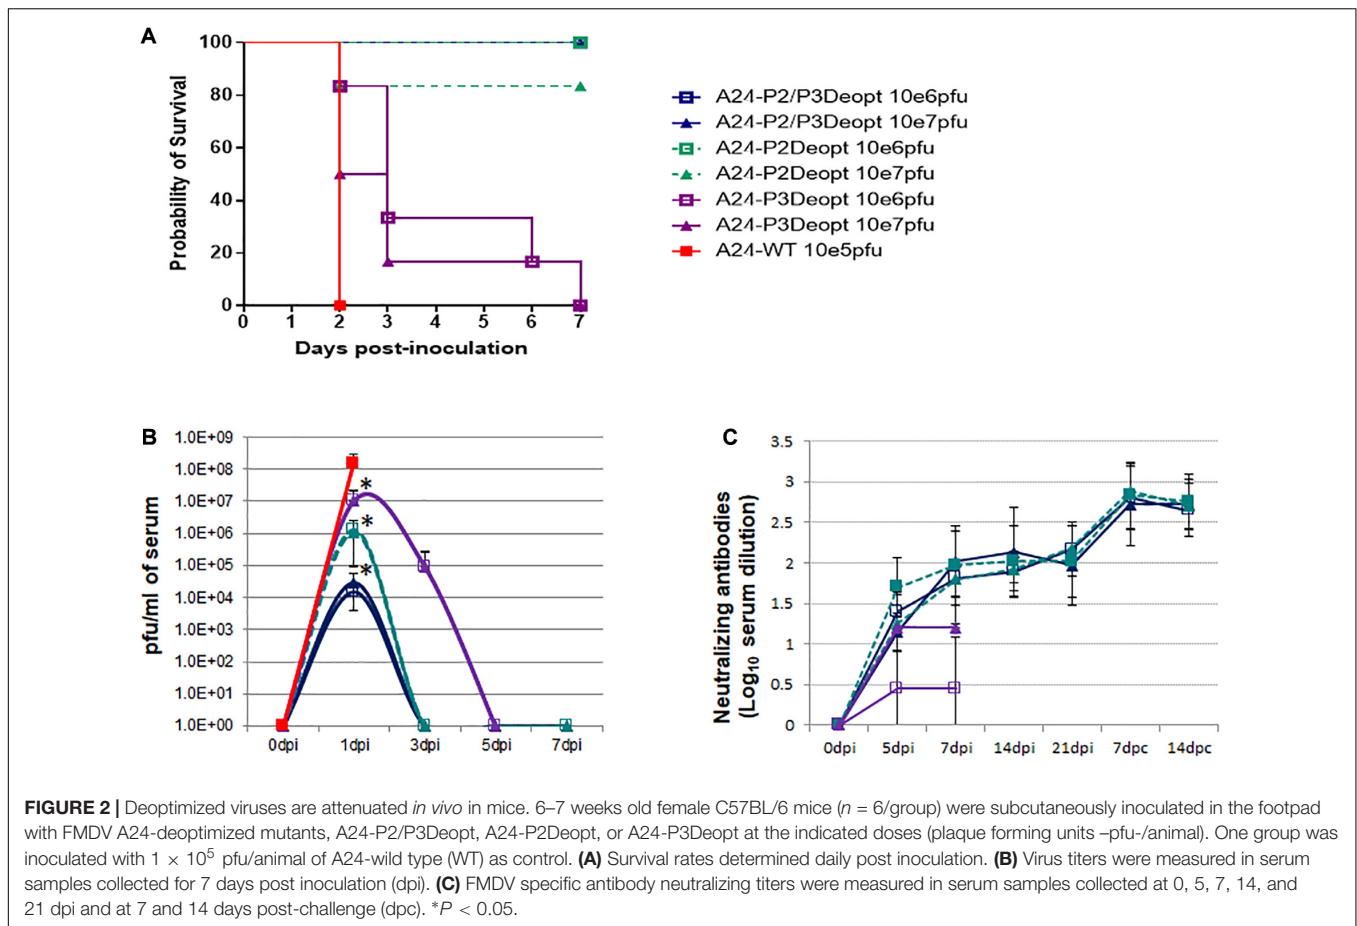 A
100
80
60
40
20
0
Probability of Survival
0 1 2 3 4 5 6 7
Days post-inoculation
A24-P2/P3Deopt 10e6pfu
A24-P2/P3Deopt 10e7pfu
A24-P2Deopt 10e6pfu
A24-P2Deopt 10e7pfu
A24-P3Deopt 10e6pfu
A24-P3Deopt 10e7pfu
A24-WT 10e5pfu
B
1.0E+09
1.0E+08
1.0E+07
1.0E+06
1.0E+05
1.0E+04
1.0E+03
1.0E+02
1.0E+01
1.0E+00
pfu/ml of serum
*
*
*
0dpi 1dpi 3dpi 5dpi 7dpi
C
3.5
3
2.5
2
1.5
1
0.5
0
Neutralizing antibodies
(Log₁₀ serum dilution)
0dpi 5dpi 7dpi 14dpi 21dpi 7dpc 14dpc
FIGURE 2 | Deoptimized viruses are attenuated in vivo in mice. 6–7 weeks old female C57BL/6 mice (n = 6/group) were subcutaneously inoculated in the footpad
with FMDV A24-deoptimized mutants, A24-P2/P3Deopt, A24-P2Deopt, or A24-P3Deopt at the indicated doses (plaque forming units –pfu-/animal). One group was
inoculated with 1 × 10⁵ pfu/animal of A24-wild type (WT) as control. (A) Survival rates determined daily post inoculation. (B) Virus titers were measured in serum
samples collected for 7 days post inoculation (dpi). (C) FMDV specific antibody neutralizing titers were measured in serum samples collected at 0, 5, 7, 14, and
21 dpi and at 7 and 14 days post-challenge (dpc). *P < 0.05.